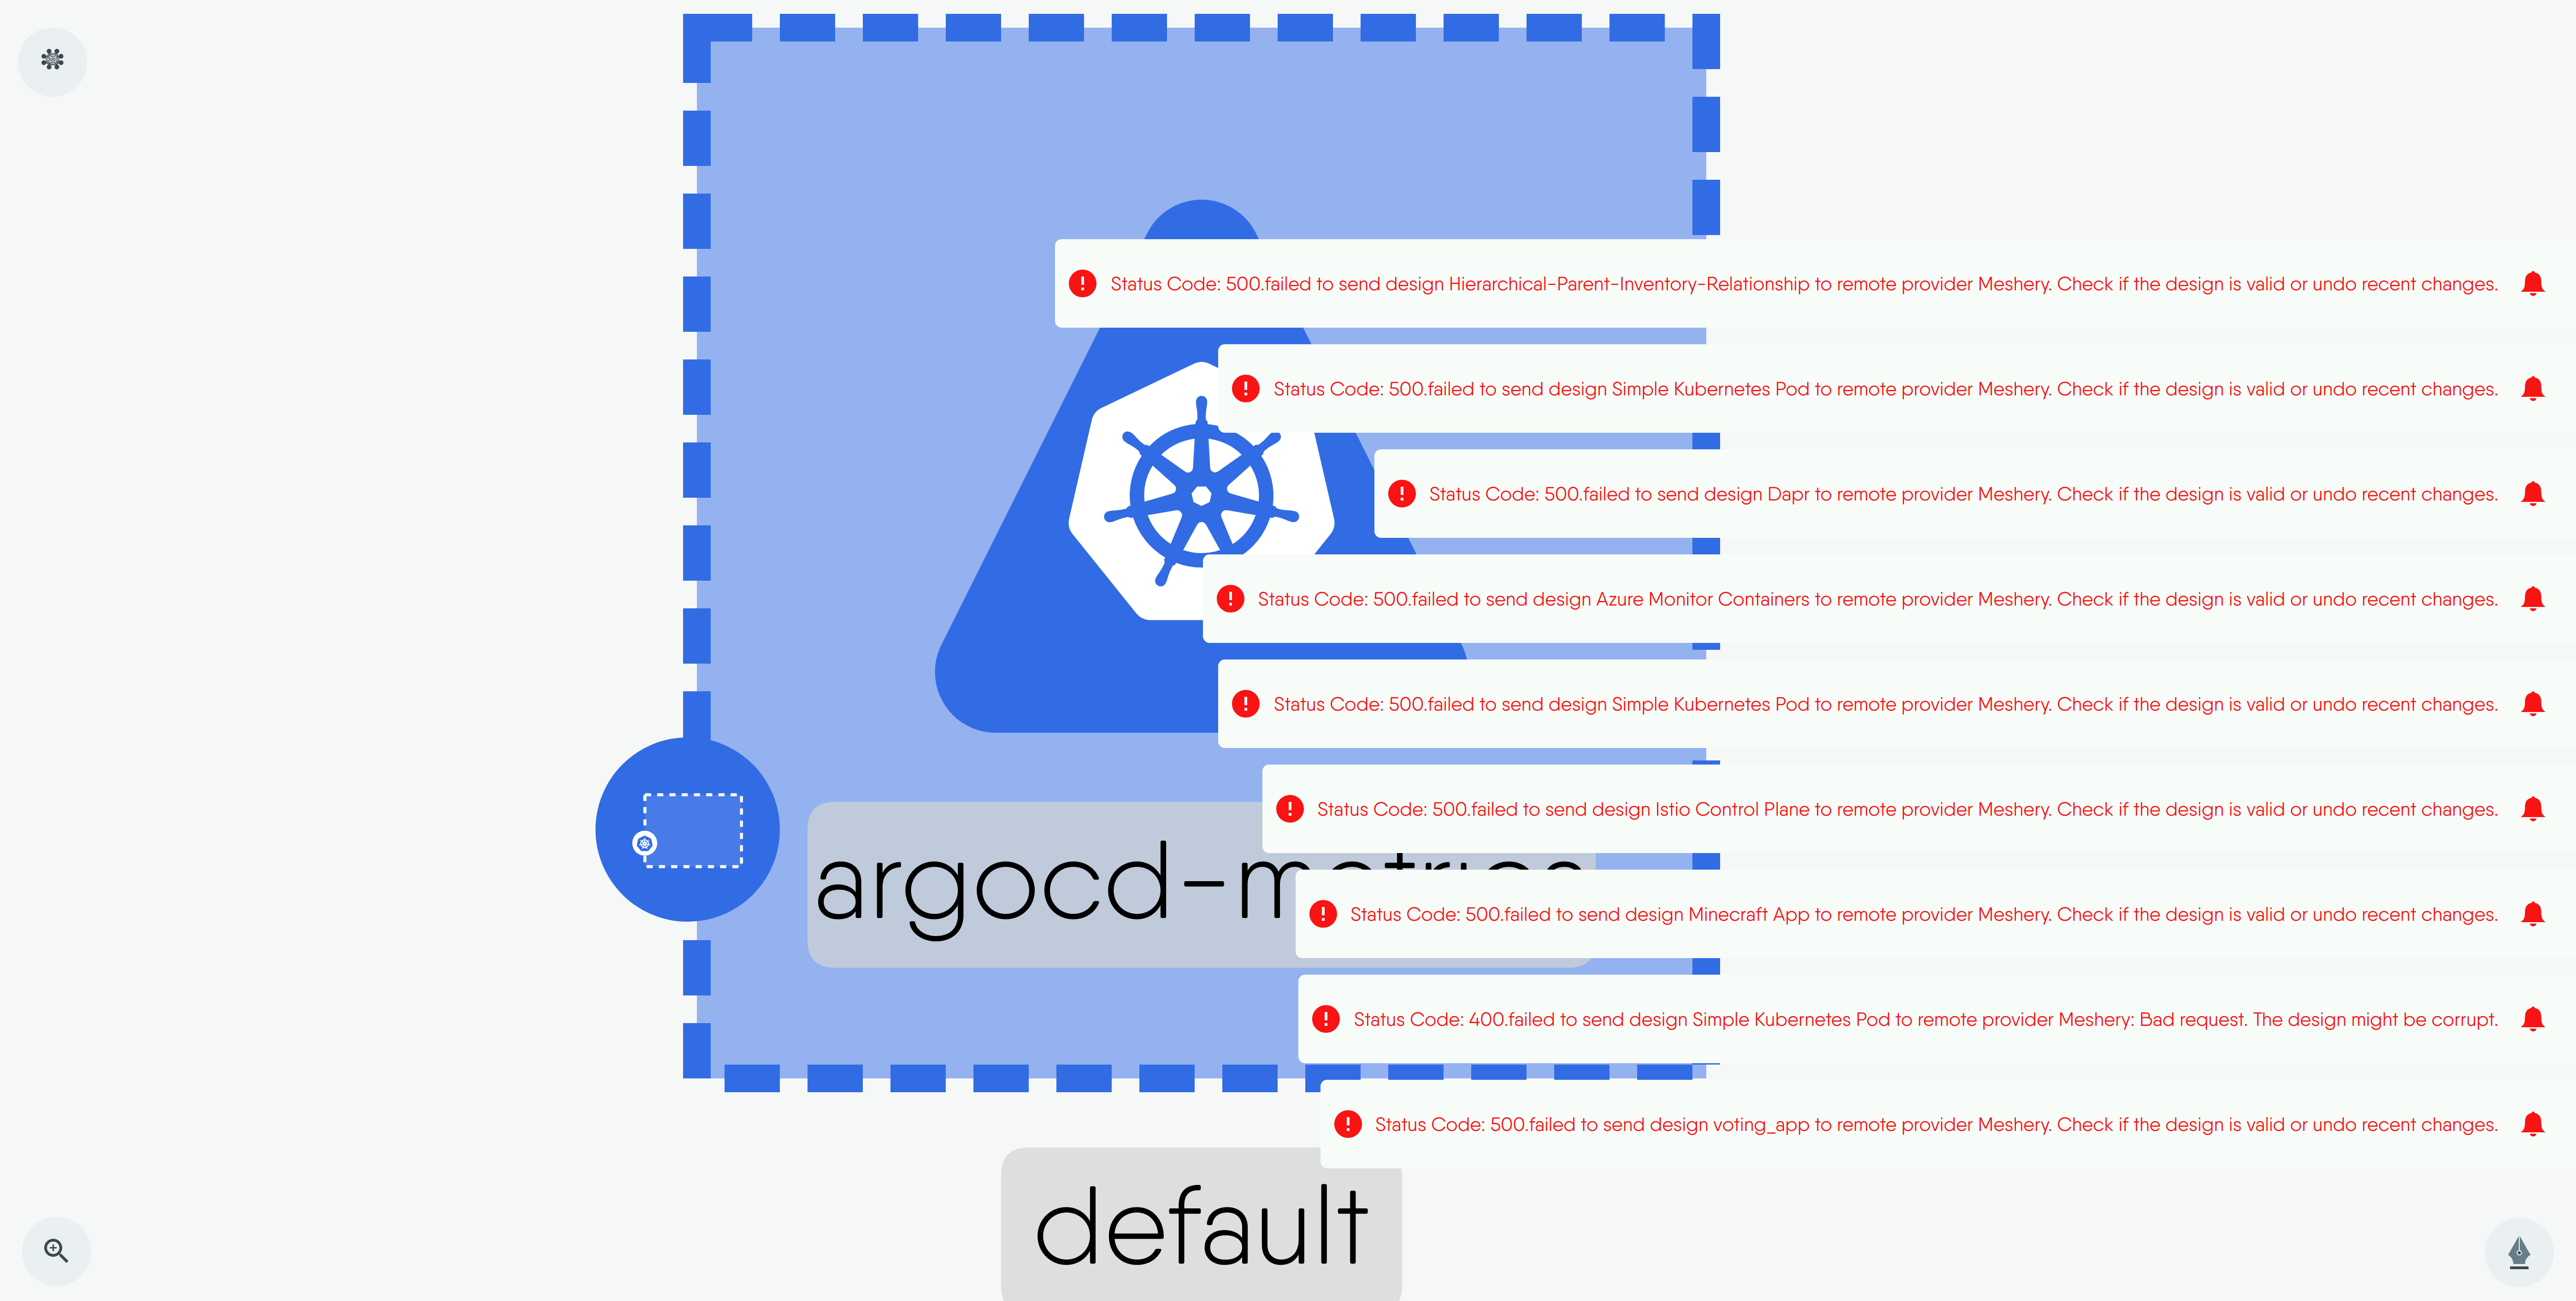 Status Code: 500.failed to send design Hierarchical-Parent-Inventory-Relationship to remote provider Meshery. Check if the design is valid or undo recent changes.
Status Code: 500.failed to send design Simple Kubernetes Pod to remote provider Meshery. Check if the design is valid or undo recent changes.
Status Code: 500.failed to send design Dapr to remote provider Meshery. Check if the design is valid or undo recent changes.
Status Code: 500.failed to send design Azure Monitor Containers to remote provider Meshery. Check if the design is valid or undo recent changes.
Status Code: 500.failed to send design Simple Kubernetes Pod to remote provider Meshery. Check if the design is valid or undo recent changes.
Status Code: 500.failed to send design Istio Control Plane to remote provider Meshery. Check if the design is valid or undo recent changes.
argocd-metrics
Status Code: 500.failed to send design Minecraft App to remote provider Meshery. Check if the design is valid or undo recent changes.
Status Code: 400.failed to send design Simple Kubernetes Pod to remote provider Meshery: Bad request. The design might be corrupt.
Status Code: 500.failed to send design voting_app to remote provider Meshery. Check if the design is valid or undo recent changes.
default